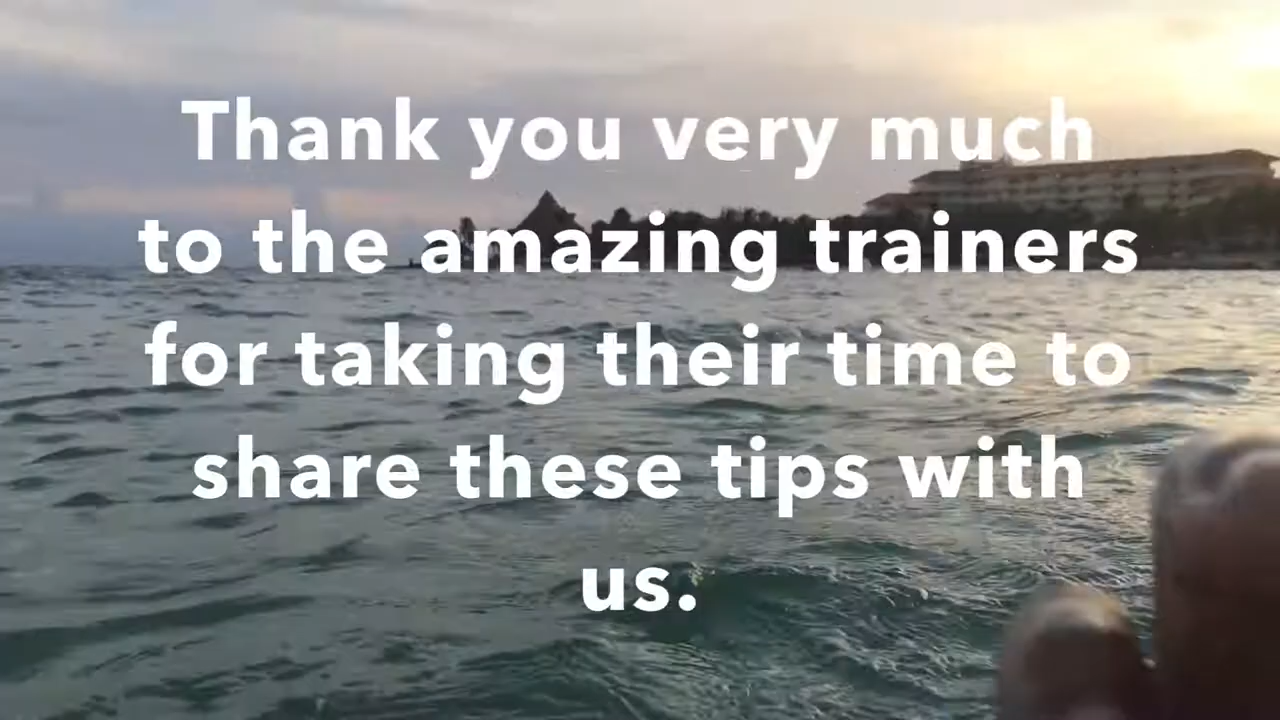 Thank you very much
to the amazing trainers
for taking their time to
share these tips with
us.